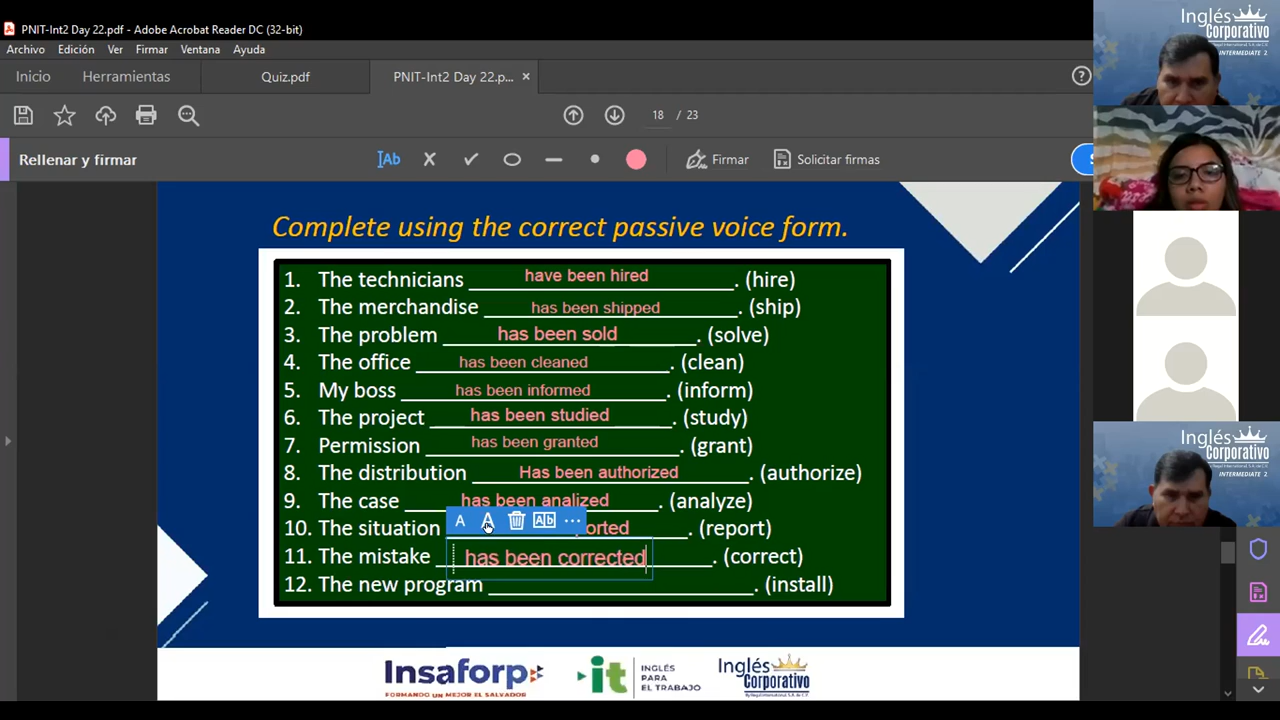 PNIT-Int2 Day 22.pdf - Adobe Acrobat Reader DC (32-bit)
Archivo Edición Ver Firmar Ventana Ayuda
Inicio Herramientas Quiz.pdf PNIT-Int2 Day 22.p... ×
18 / 23
Rellenar y firmar Ab Firmar Solicitar firmas
Complete using the correct passive voice form.
1. The technicians have been hired. (hire)
2. The merchandise has been shipped. (ship)
3. The problem has been sold. (solve)
4. The office has been cleaned. (clean)
5. My boss has been informed. (inform)
6. The project has been studied. (study)
7. Permission has been granted. (grant)
8. The distribution Has been authorized. (authorize)
9. The case has been analized. (analyze)
A A Ab ...
10. The situation orted. (report)
11. The mistake has been corrected. (correct)
12. The new program ____. (install)
Insaforp
FORMANDO UN MEJOR EL SALVADOR
it INGLÉS PARA EL TRABAJO
Inglés Corporativo
Inglés Corporativo
INTERMEDIATE 2
Inglés Corporativo
INTERMEDIATE 2